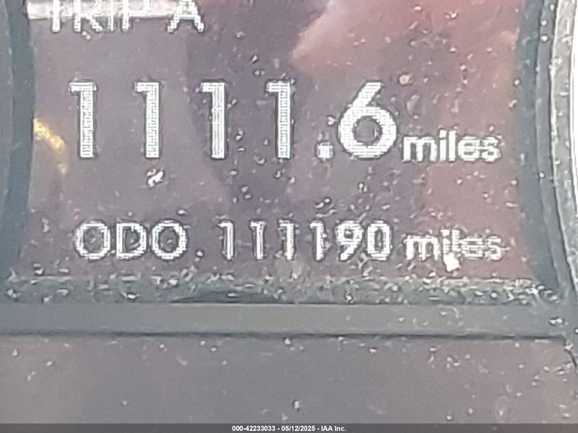 TRIP A
1111.6 miles
ODO 111190 miles
000-42233033 - 05/12/2025 - IAA Inc.